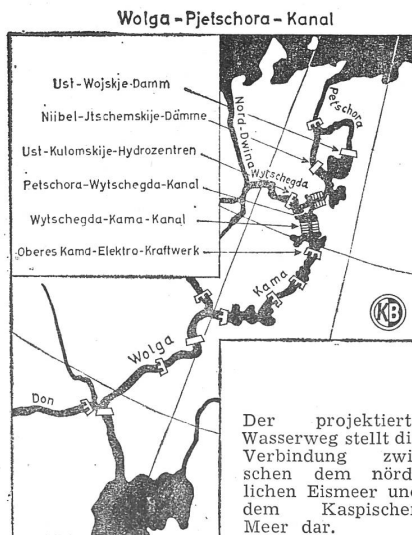 Wolga-Pjetschora-Kanal
Ust-Wojskje-Damm
Niibel-Jtschemskije-Dämme
Ust-Kulomskije-Hydrozentren
Petschora-Wytschegda-Kanal
Wytschegda-Kama-Kanal
Oberes Kama-Elektro-Kraftwerk
Nord-Dwina
Petschora
Wytschegda
Kama
Wolga
Don
KB
Der projektiert
Wasserweg stellt di
Verbindung zwi
schen dem nörd
lichen Eismeer un
dem Kaspische
Meer dar.